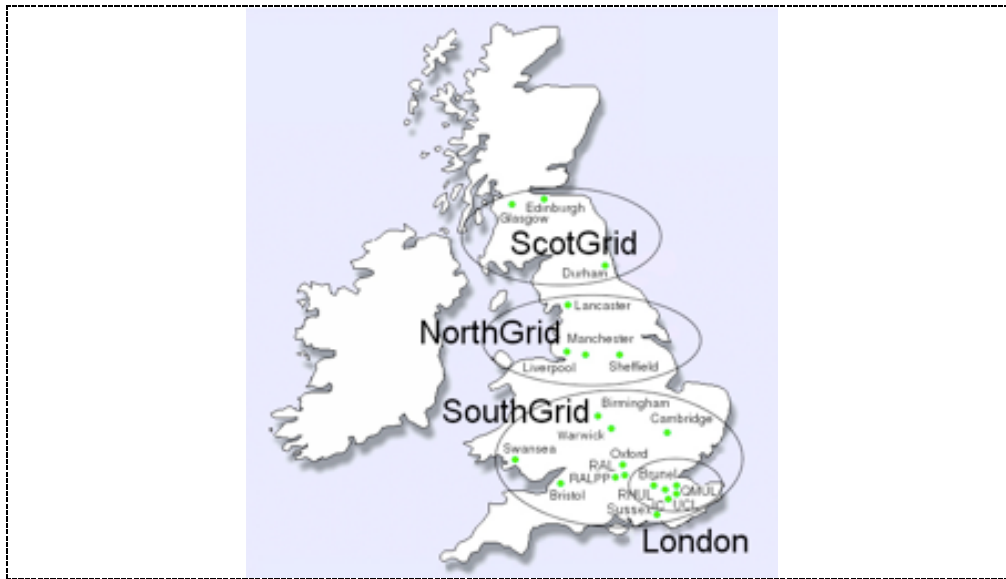 Edinburgh
Glasgow
ScotGrid
Durham
Lancaster
NorthGrid
Manchester
Liverpool
Sheffield
SouthGrid
Birmingham
Cambridge
Warwick
Swansea
Oxford
RAL
RALPP
Brunel
Bristol
RHUL
QMUL
Sussex
IC
UCL
London